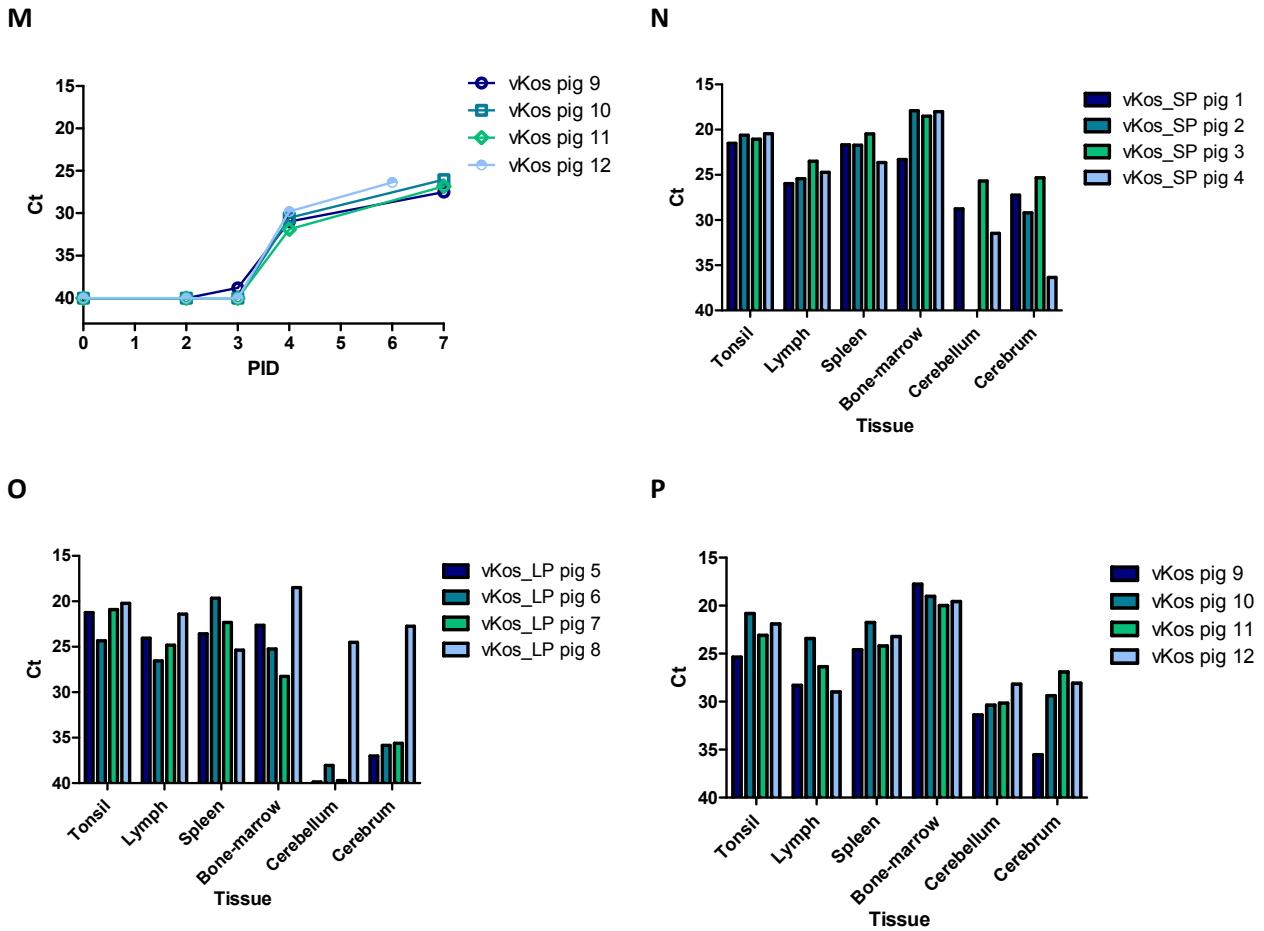 M
Ct
15
20
25
30
35
40
0
1
2
3
4
5
6
7
PID
vKos pig 9
vKos pig 10
vKos pig 11
vKos pig 12
N
Ct
15
20
25
30
35
40
Tonsil
Lymph
Spleen
Bone-marrow
Cerebellum
Cerebrum
Tissue
vKos_SP pig 1
vKos_SP pig 2
vKos_SP pig 3
vKos_SP pig 4
O
Ct
15
20
25
30
35
40
Tonsil
Lymph
Spleen
Bone-marrow
Cerebellum
Cerebrum
Tissue
vKos_LP pig 5
vKos_LP pig 6
vKos_LP pig 7
vKos_LP pig 8
P
Ct
15
20
25
30
35
40
Tonsil
Lymph
Spleen
Bone-marrow
Cerebellum
Cerebrum
Tissue
vKos pig 9
vKos pig 10
vKos pig 11
vKos pig 12